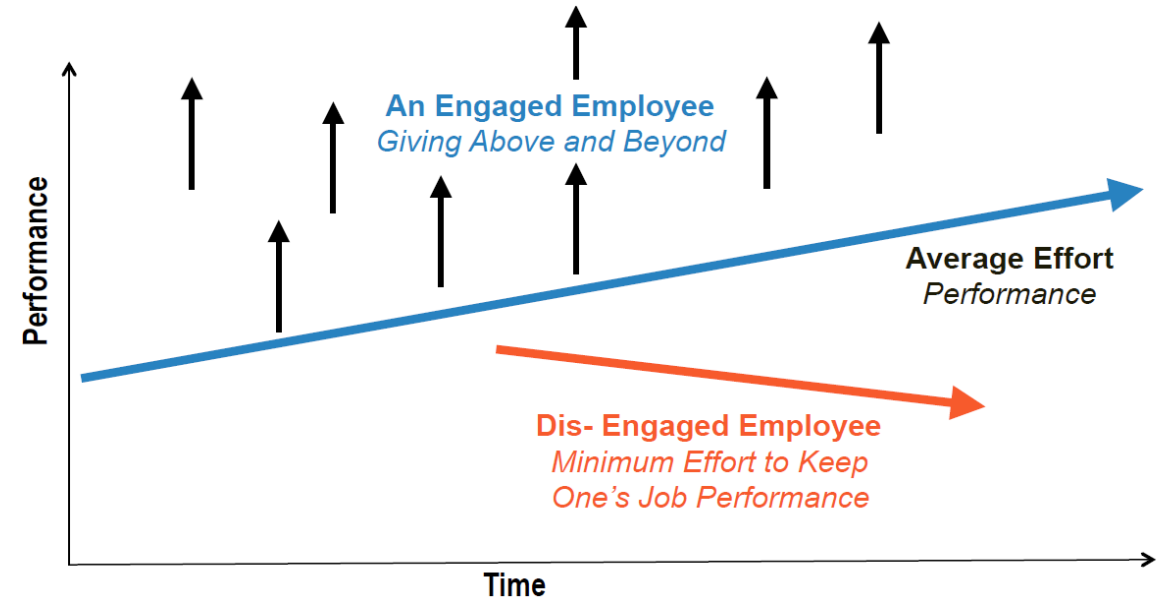 An Engaged Employee
Giving Above and Beyond
Performance
Average Effort
Performance
Dis- Engaged Employee
Minimum Effort to Keep
One's Job Performance
Time